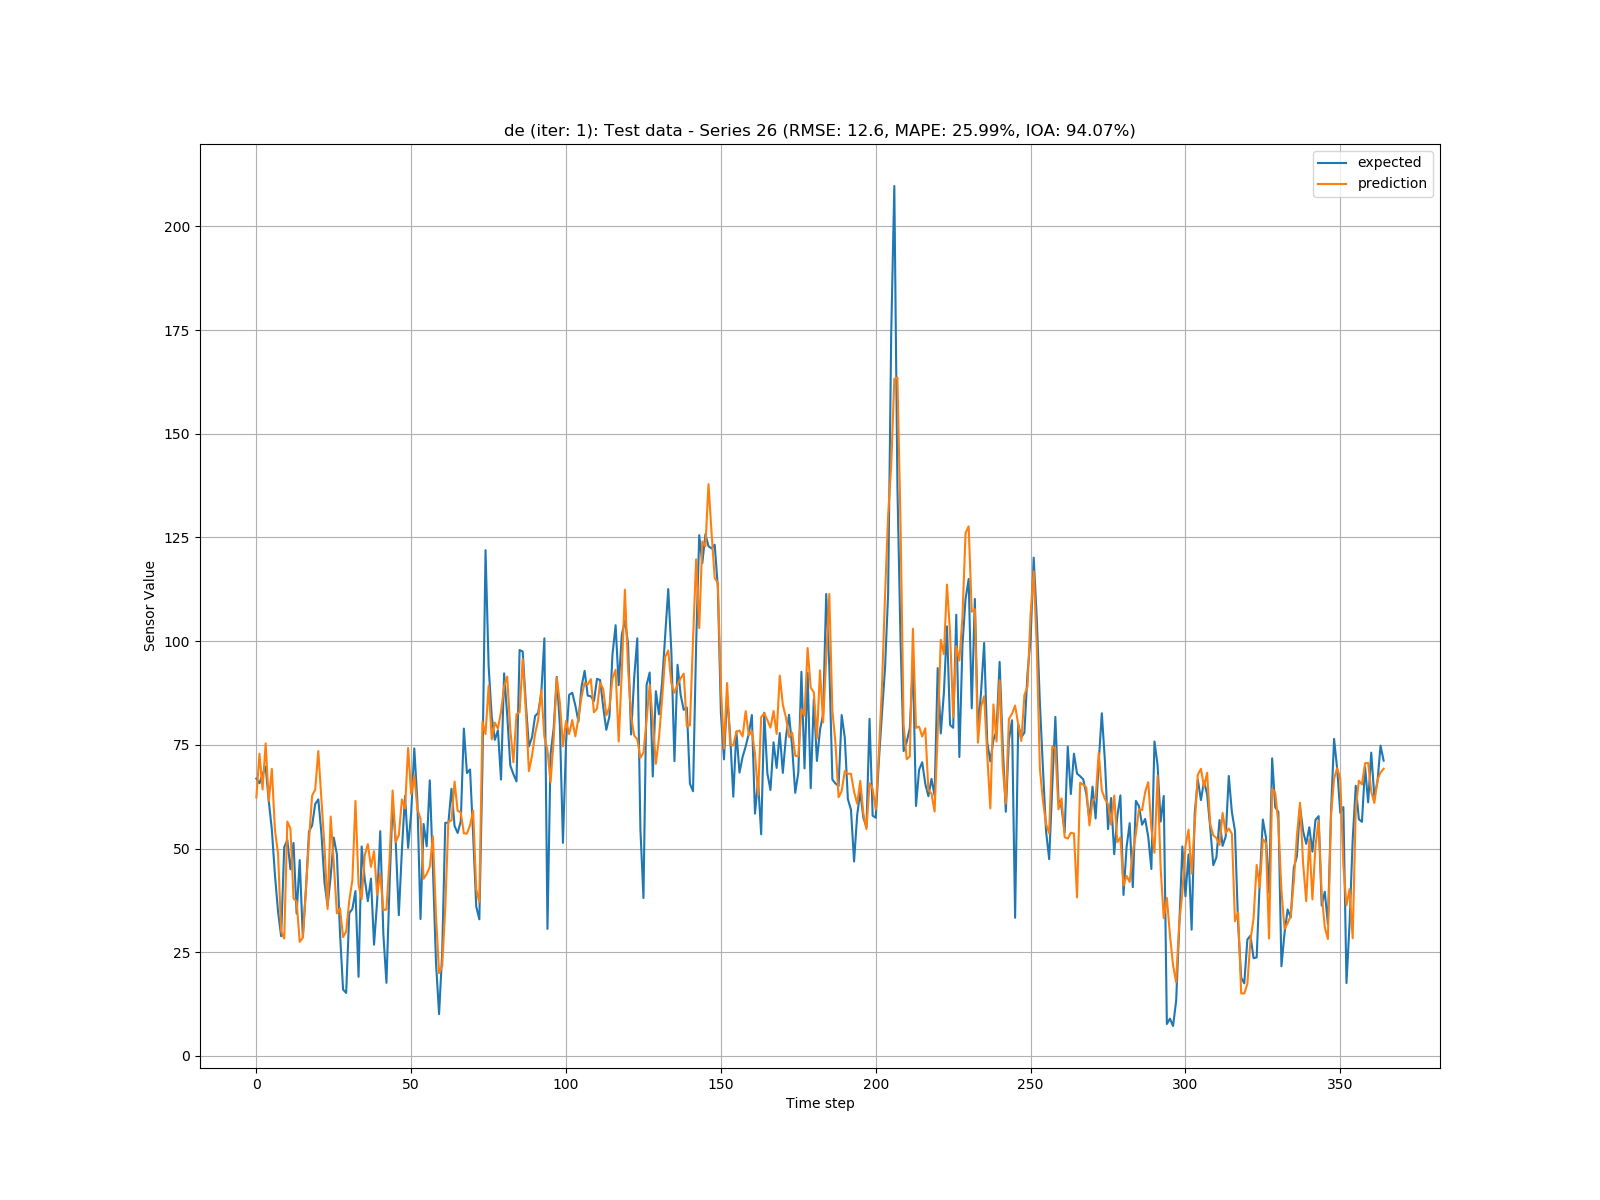 de (iter: 1): Test data - Series 26 (RMSE: 12.6, MAPE: 25.99%, IOA: 94.07%)
expected
prediction
200
175
150
125
100
75
50
25
0
Sensor Value
0 50 100 150 200 250 300 350
Time step